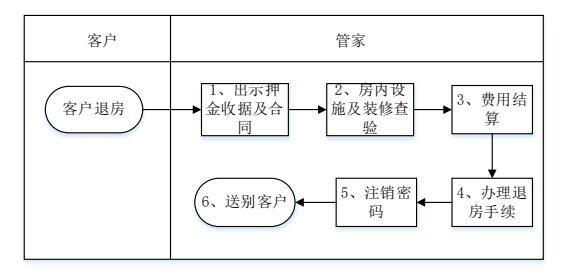 客户
管家
客户退房
1、出示押
金收据及合
同
2、房内设
施及装修查
验
3、费用结
算
4、办理退
房手续
5、注销密
码
6、送别客户